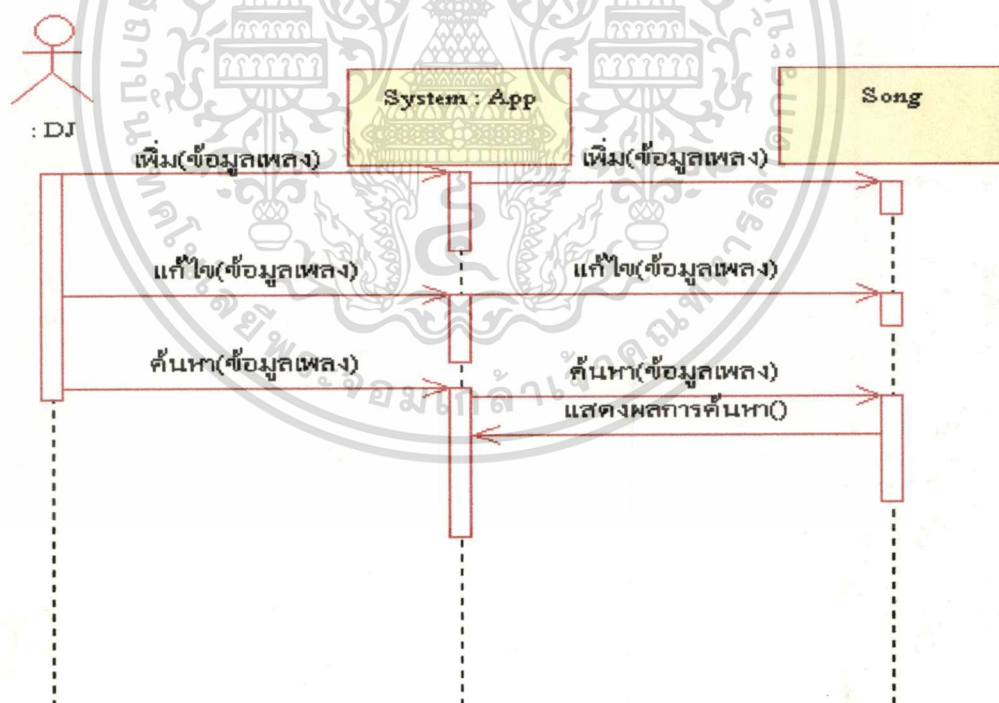 System : App
Song
: DJ
เพิ่ม(ข้อมูลเพลง)
เพิ่ม(ข้อมูลเพลง)
แก้ไข(ข้อมูลเพลง)
แก้ไข(ข้อมูลเพลง)
ค้นหา(ข้อมูลเพลง)
ค้นหา(ข้อมูลเพลง)
แสดงผลการค้นหา()